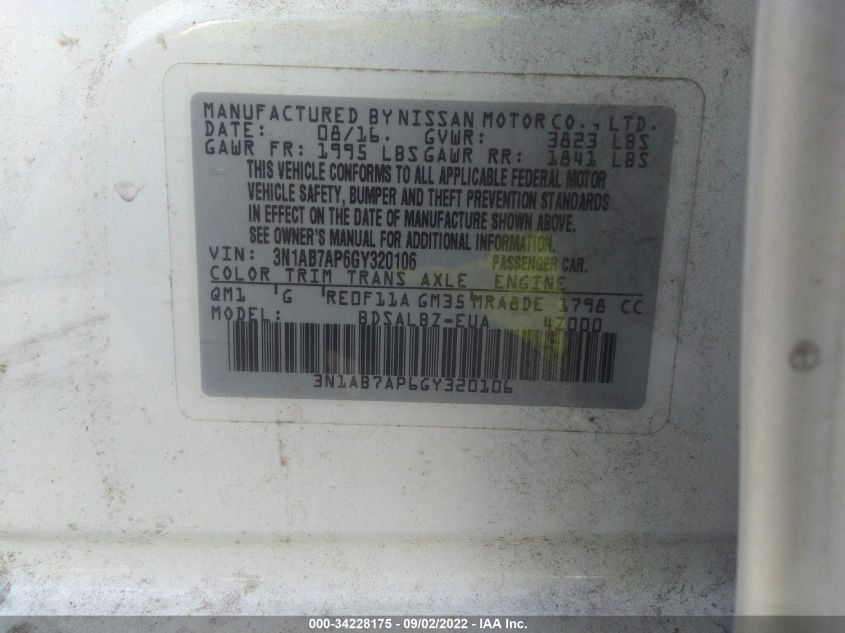 MANUFACTURED BY NISSAN MOTOR CO., LTD.
DATE: 08/16. GVWR: 3823 LBS
GAWR FR: 1995 LBS GAWR RR: 1841 LBS
THIS VEHICLE CONFORMS TO ALL APPLICABLE FEDERAL MOTOR
VEHICLE SAFETY, BUMPER AND THEFT PREVENTION STANDARDS
IN EFFECT ON THE DATE OF MANUFACTURE SHOWN ABOVE.
SEE OWNER'S MANUAL FOR ADDITIONAL INFORMATION.
VIN: 3N1AB7AP6GY320106 PASSENGER CAR.
COLOR TRIM TRANS AXLE ENGINE
QM1 G RE0F11A GM35 MRA8DE 1798 CC
MODEL: BDSALBZ-EUA 4Z000
3N1AB7AP6GY320106
000-34228175 - 09/02/2022 - IAA Inc.